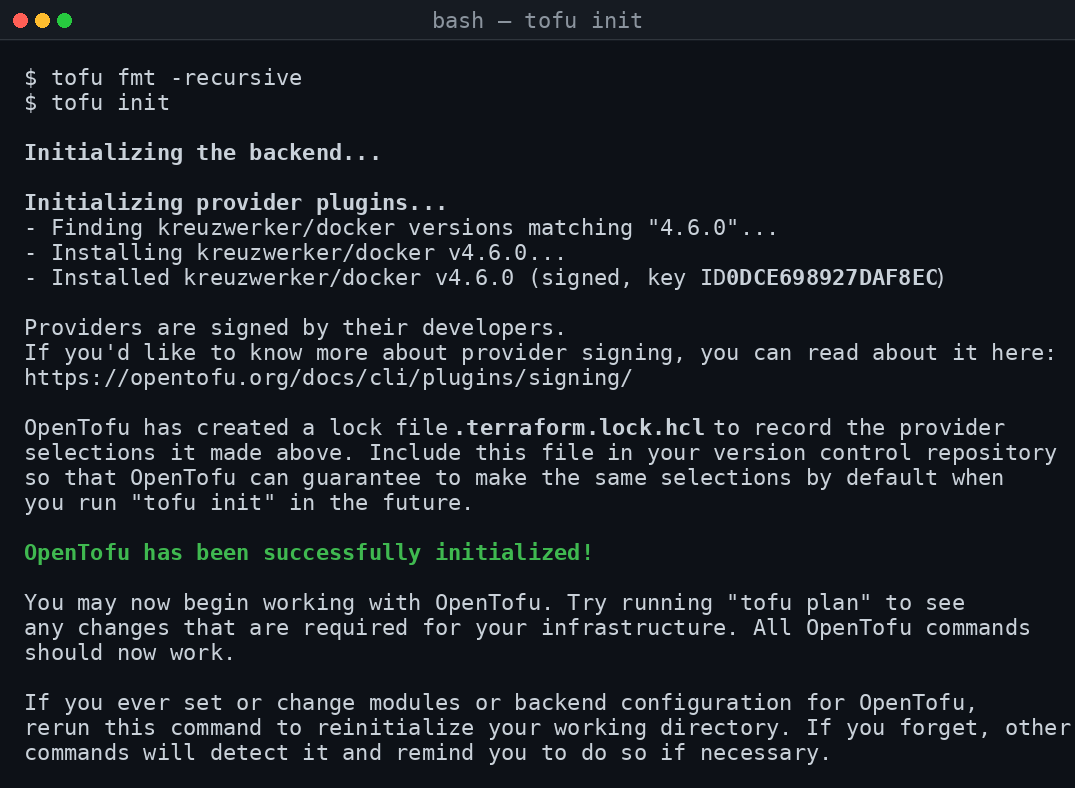 bash — tofu init
$ tofu fmt -recursive
$ tofu init
Initializing the backend...
Initializing provider plugins...
- Finding kreuzwerker/docker versions matching "4.6.0"...
- Installing kreuzwerker/docker v4.6.0...
- Installed kreuzwerker/docker v4.6.0 (signed, key ID 0DCE698927DAF8EC)
Providers are signed by their developers.
If you'd like to know more about provider signing, you can read about it here:
https://opentofu.org/docs/cli/plugins/signing/
OpenTofu has created a lock file .terraform.lock.hcl to record the provider
selections it made above. Include this file in your version control repository
so that OpenTofu can guarantee to make the same selections by default when
you run "tofu init" in the future.
OpenTofu has been successfully initialized!
You may now begin working with OpenTofu. Try running "tofu plan" to see
any changes that are required for your infrastructure. All OpenTofu commands
should now work.
If you ever set or change modules or backend configuration for OpenTofu,
rerun this command to reinitialize your working directory. If you forget, other
commands will detect it and remind you to do so if necessary.